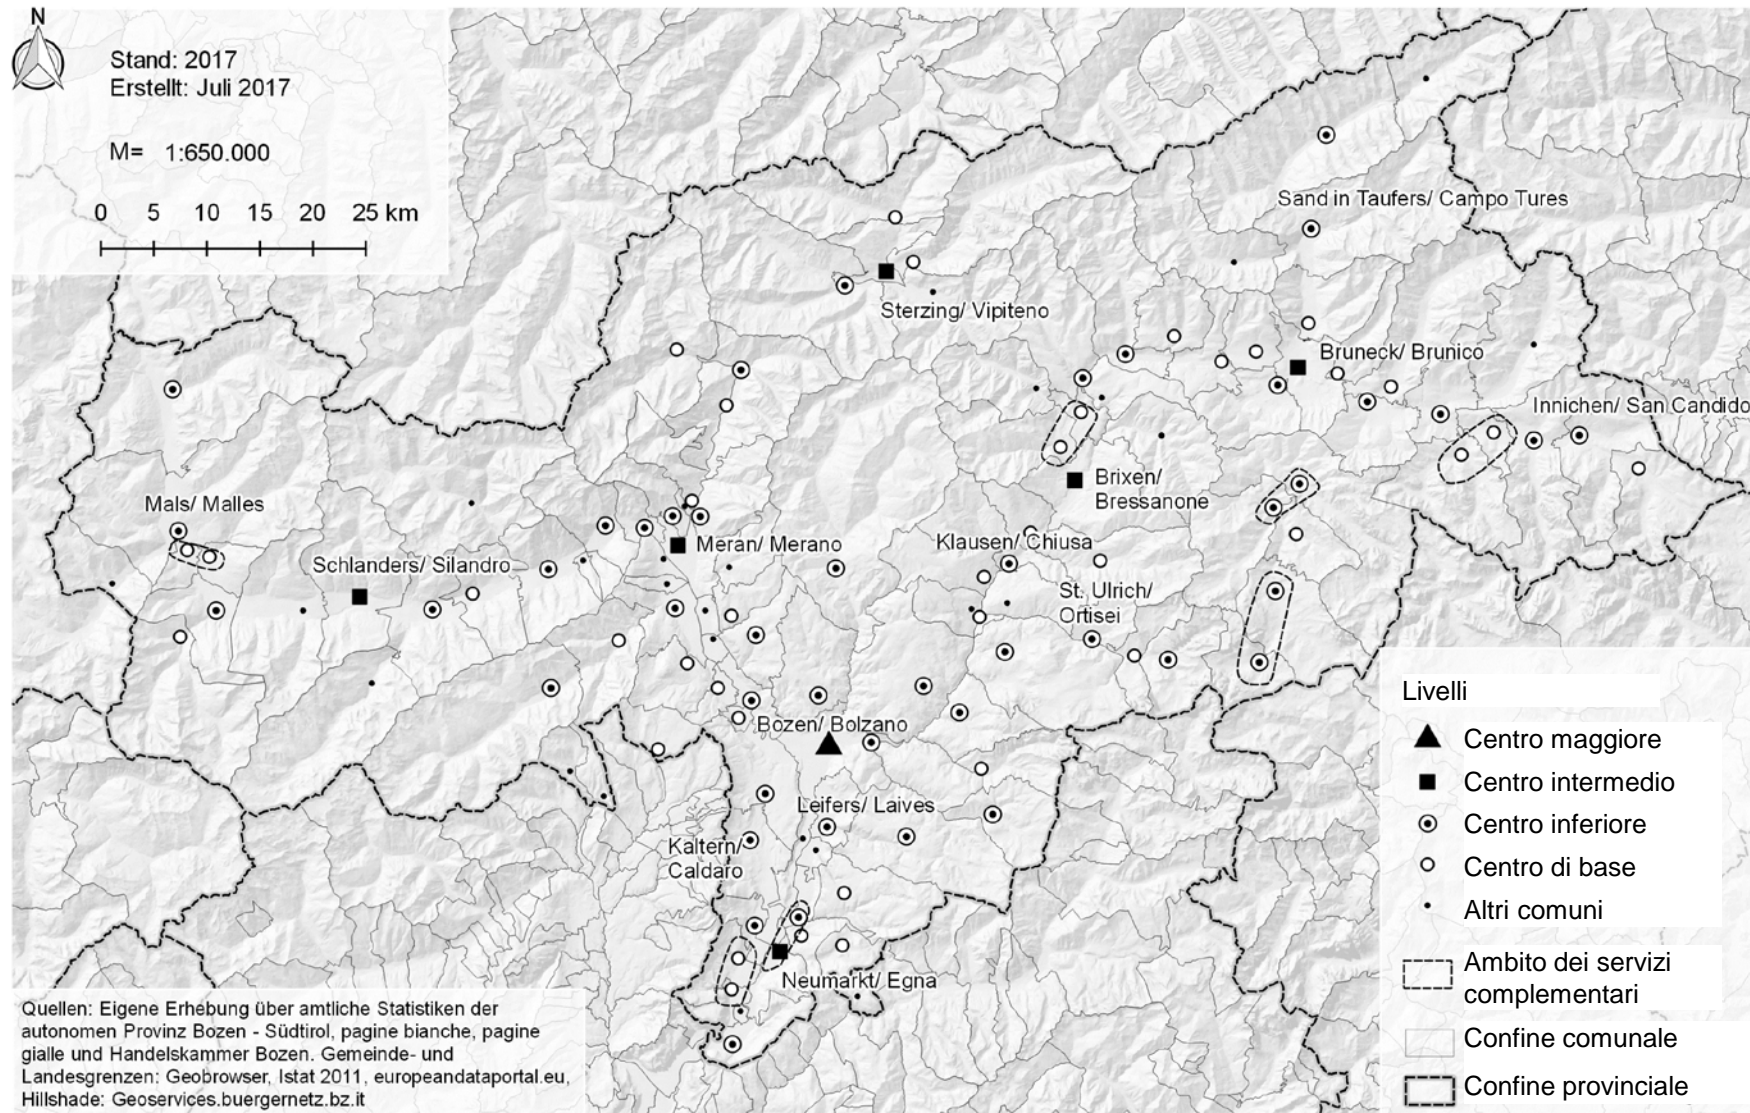 N
Stand: 2017
Erstellt: Juli 2017
M= 1:650.000
0 5 10 15 20 25 km
Sand in Taufers/ Campo Tures
Sterzing/ Vipiteno
Bruneck/ Brunico
Innichen/ San Candido
Brixen/
Bressanone
Mals/ Malles
Schlanders/ Silandro
Meran/ Merano
Klausen/ Chiusa
St. Ulrich/
Ortisei
Bozen/ Bolzano
Leifers/ Laives
Kaltern/
Caldaro
Neumarkt/ Egna
Livelli
Centro maggiore
Centro intermedio
Centro inferiore
Centro di base
Altri comuni
Ambito dei servizi
complementari
Confine comunale
Confine provinciale
Quellen: Eigene Erhebung über amtliche Statistiken der
autonomen Provinz Bozen - Südtirol, pagine bianche, pagine
gialle und Handelskammer Bozen. Gemeinde- und
Landesgrenzen: Geobrowser, Istat 2011, europeandataportal.eu,
Hillshade: Geoservices.buergernetz.bz.it